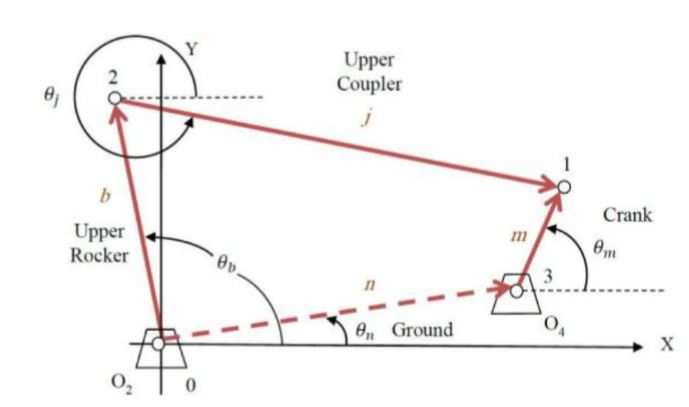 Y
Upper
Coupler
2
θj
j
1
b
Crank
Upper
Rocker
m
θm
θb
n
3
θn Ground
O4
X
O2 0